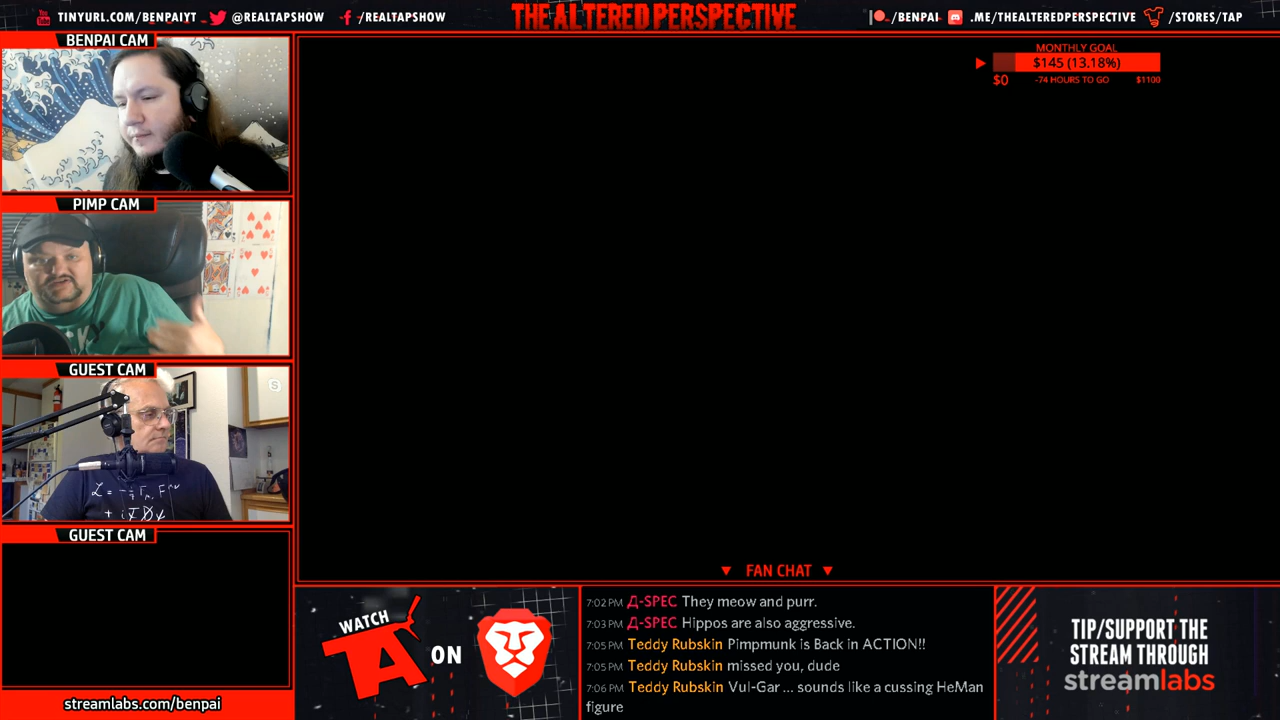 TINYURL.COM/BENPAIYT @REALTAPSHOW /REALTAPSHOW THE ALTERED PERSPECTIVE /BENPAI .ME/THEALTEREDPERSPECTIVE /STORES/TAP
BENPAI CAM
MONTHLY GOAL
$145 (13.18%)
$0 -74 HOURS TO GO $1100
PIMP CAM
GUEST CAM
GUEST CAM
FAN CHAT
streamlabs.com/benpai
WATCH
TA ON
7:02 PM Д-SPEC They meow and purr.
7:03 PM Д-SPEC Hippos are also aggressive.
7:05 PM Teddy Rubskin Pimpmunk is Back in ACTION!!
7:05 PM Teddy Rubskin missed you, dude
7:06 PM Teddy Rubskin Vul-Gar ... sounds like a cussing HeMan
figure
TIP/SUPPORT THE
STREAM THROUGH
streamlabs